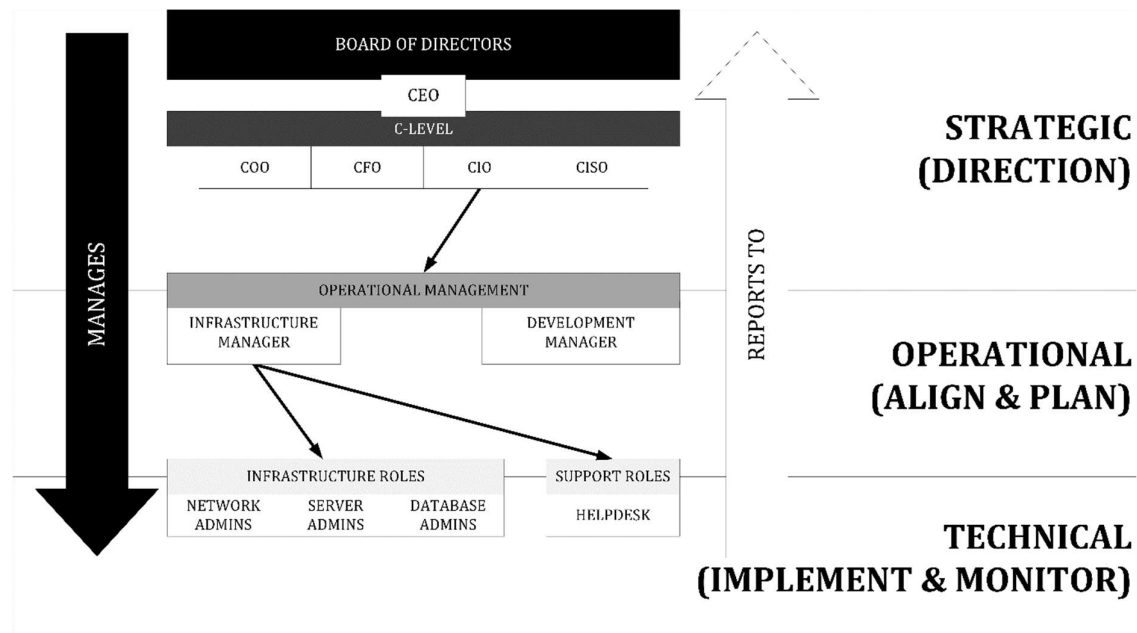 BOARD OF DIRECTORS
CEO
C-LEVEL
COO CFO CIO CISO
STRATEGIC
(DIRECTION)
MANAGES
REPORTS TO
OPERATIONAL MANAGEMENT
INFRASTRUCTURE
MANAGER
DEVELOPMENT
MANAGER
OPERATIONAL
(ALIGN & PLAN)
INFRASTRUCTURE ROLES
NETWORK
ADMINS
SERVER
ADMINS
DATABASE
ADMINS
SUPPORT ROLES
HELPDESK
TECHNICAL
(IMPLEMENT & MONITOR)